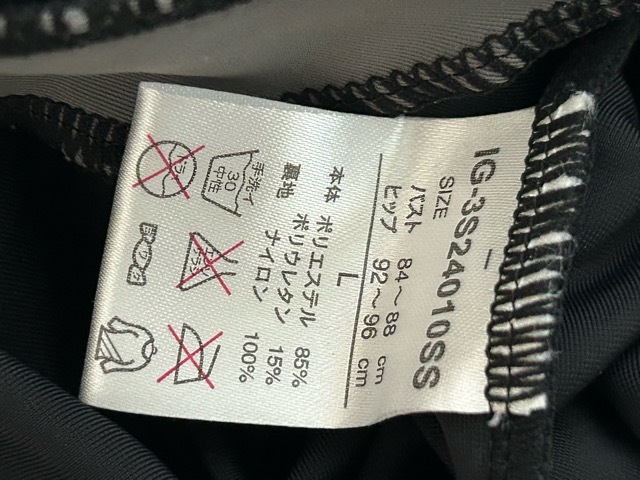 IG-3S24010SS
SIZE L
バスト 84～88 cm
ヒップ 92～96 cm
本体 ポリエステル 85%
ポリウレタン 15%
裏地 ナイロン 100%
手洗イ
30
中性